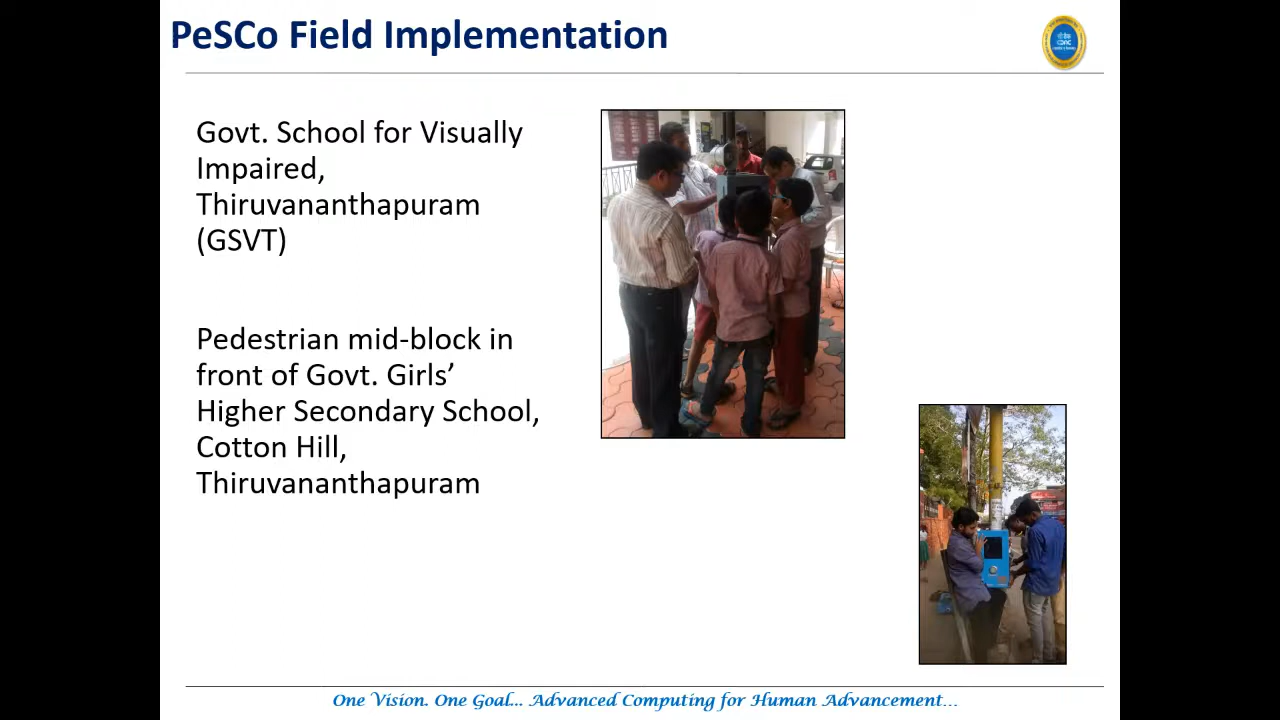 PeSCo Field Implementation
Govt. School for Visually
Impaired,
Thiruvananthapuram
(GSVT)
Pedestrian mid-block in
front of Govt. Girls’
Higher Secondary School,
Cotton Hill,
Thiruvananthapuram
One Vision. One Goal... Advanced Computing for Human Advancement...